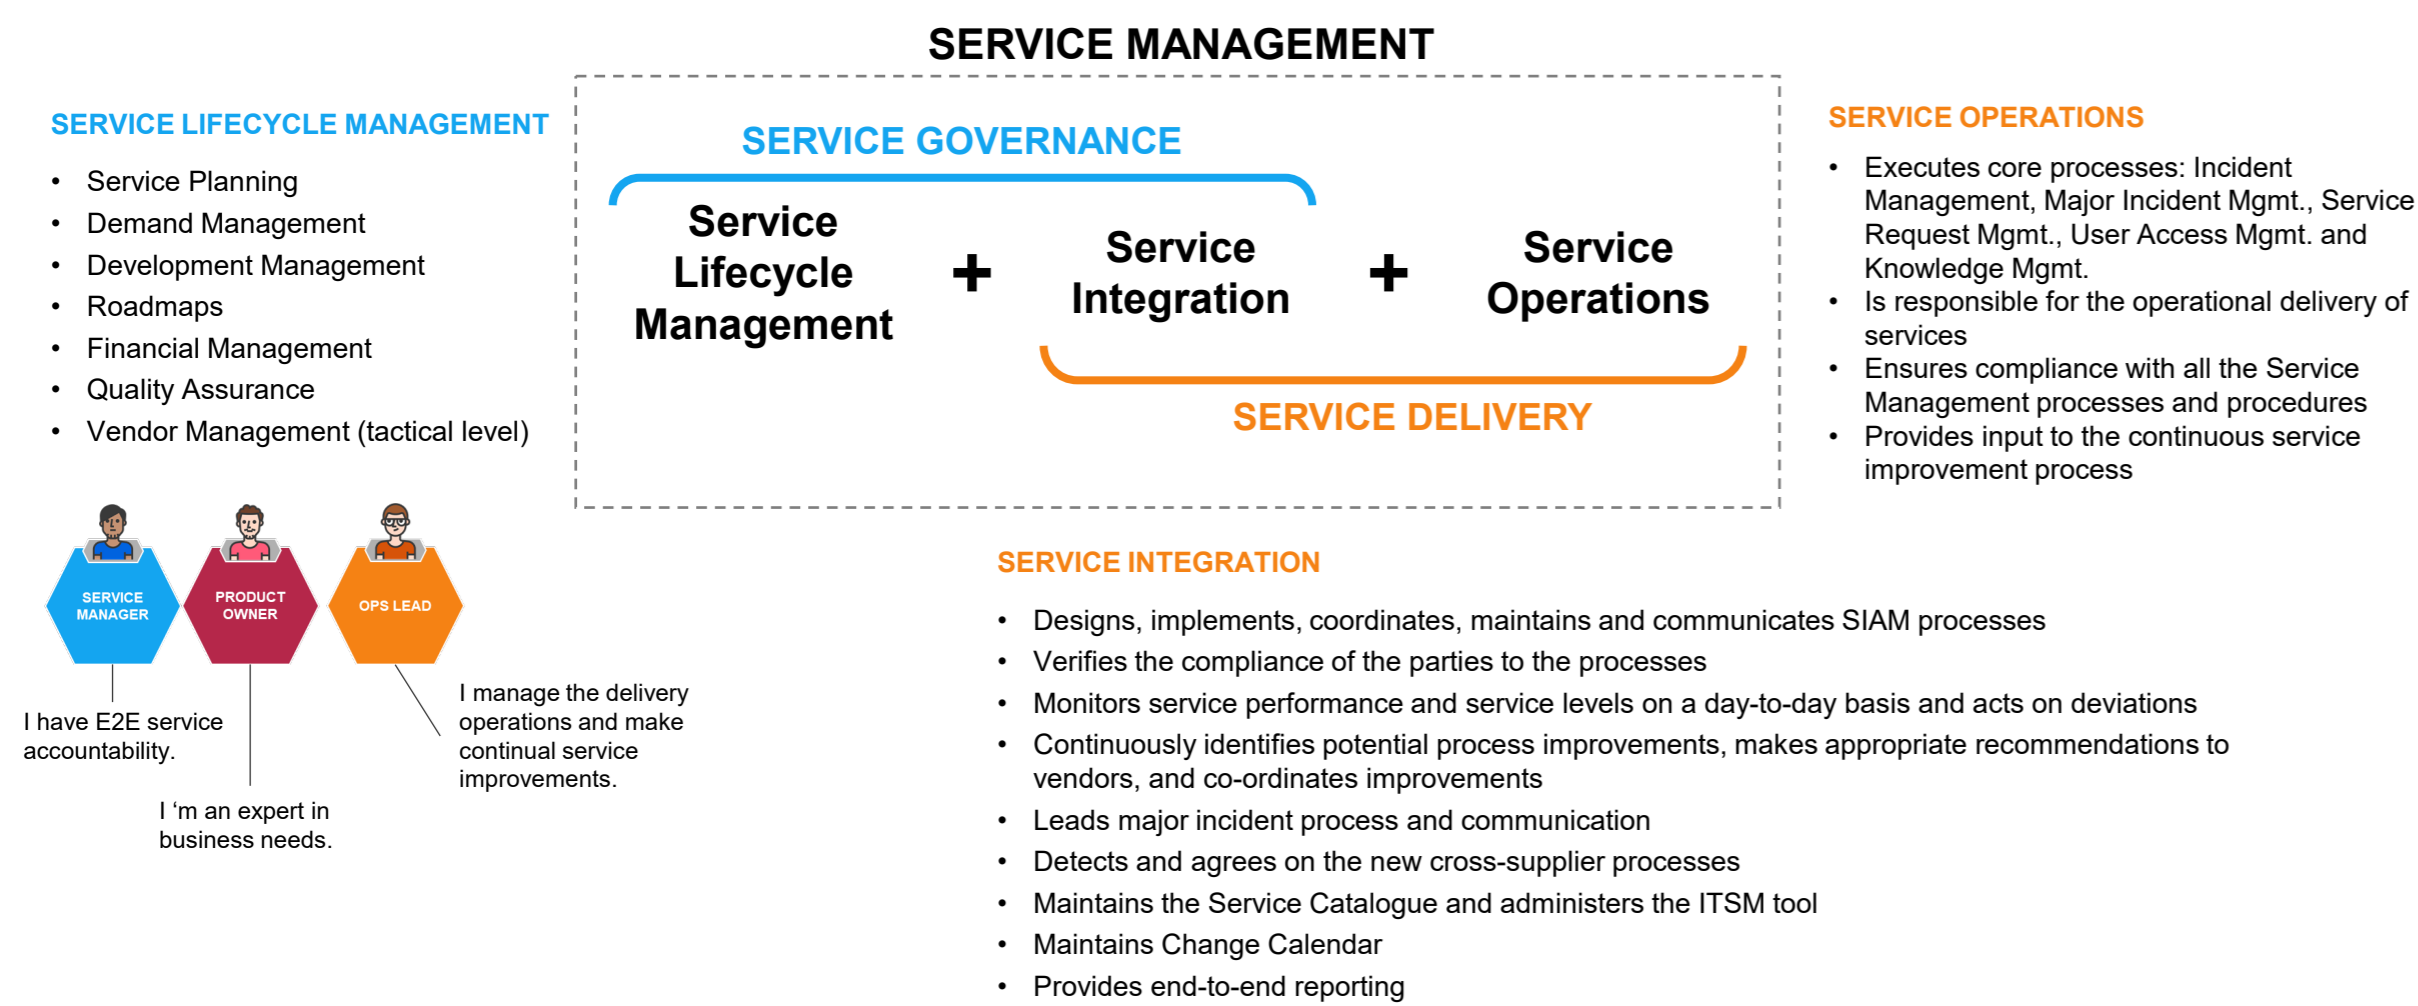 SERVICE MANAGEMENT
SERVICE LIFECYCLE MANAGEMENT
• Service Planning
• Demand Management
• Development Management
• Roadmaps
• Financial Management
• Quality Assurance
• Vendor Management (tactical level)
SERVICE GOVERNANCE
Service
Lifecycle
Management
+
Service
Integration
+
Service
Operations
SERVICE DELIVERY
SERVICE OPERATIONS
• Executes core processes: Incident
Management, Major Incident Mgmt., Service
Request Mgmt., User Access Mgmt. and
Knowledge Mgmt.
• Is responsible for the operational delivery of
services
• Ensures compliance with all the Service
Management processes and procedures
• Provides input to the continuous service
improvement process
SERVICE
MANAGER
PRODUCT
OWNER
OPS LEAD
I have E2E service
accountability.
I ‘m an expert in
business needs.
I manage the delivery
operations and make
continual service
improvements.
SERVICE INTEGRATION
• Designs, implements, coordinates, maintains and communicates SIAM processes
• Verifies the compliance of the parties to the processes
• Monitors service performance and service levels on a day-to-day basis and acts on deviations
• Continuously identifies potential process improvements, makes appropriate recommendations to
vendors, and co-ordinates improvements
• Leads major incident process and communication
• Detects and agrees on the new cross-supplier processes
• Maintains the Service Catalogue and administers the ITSM tool
• Maintains Change Calendar
• Provides end-to-end reporting